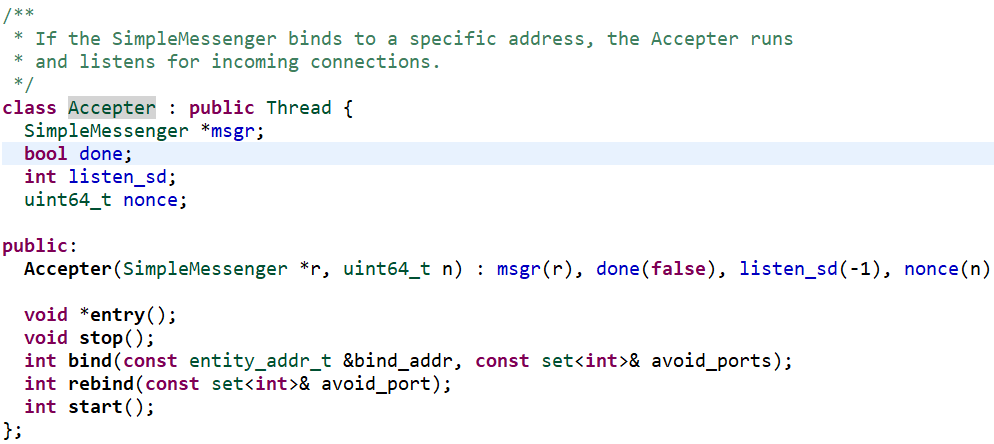 /**
 * If the SimpleMessenger binds to a specific address, the Accepter runs
 * and listens for incoming connections.
 */
class Accepter : public Thread {
  SimpleMessenger *msgr;
  bool done;
  int listen_sd;
  uint64_t nonce;

public:
  Accepter(SimpleMessenger *r, uint64_t n) : msgr(r), done(false), listen_sd(-1), nonce(n)

  void *entry();
  void stop();
  int bind(const entity_addr_t &bind_addr, const set<int>& avoid_ports);
  int rebind(const set<int>& avoid_port);
  int start();
};